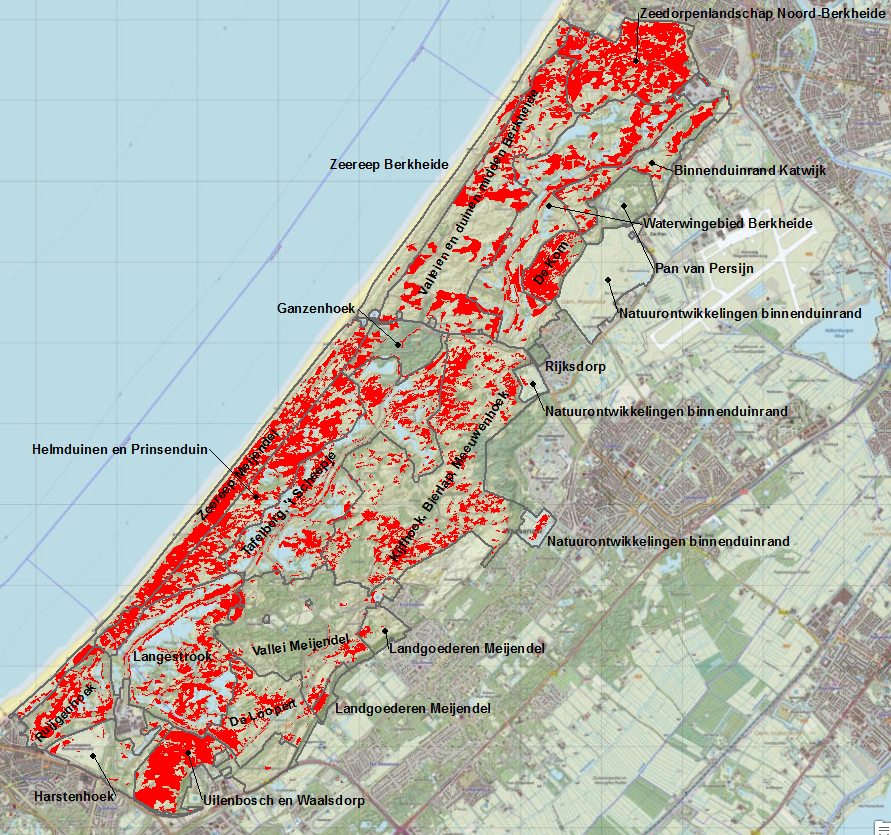 Zeedorpenlandschap Noord-Berkheide
Zeereep Berkheide
Valleien en duinen midden Berkheide
Binnenduinrand Katwijk
Waterwingebied Berkheide
De Kom
Pan van Persijn
Natuurontwikkelingen binnenduinrand
Ganzenhoek
Rijksdorp
Natuurontwikkelingen binnenduinrand
Helmduinen en Prinsenduin
Zeereep Meijendel
Tafelberg, 't Scheepje
Kijfhoek, Bierlap, Meeuwenhoek
Natuurontwikkelingen binnenduinrand
Vallei Meijendel
Landgoederen Meijendel
Langestrook
Ruijgenhoek
De Loopert
Landgoederen Meijendel
Harstenhoek
Uilenbosch en Waalsdorp